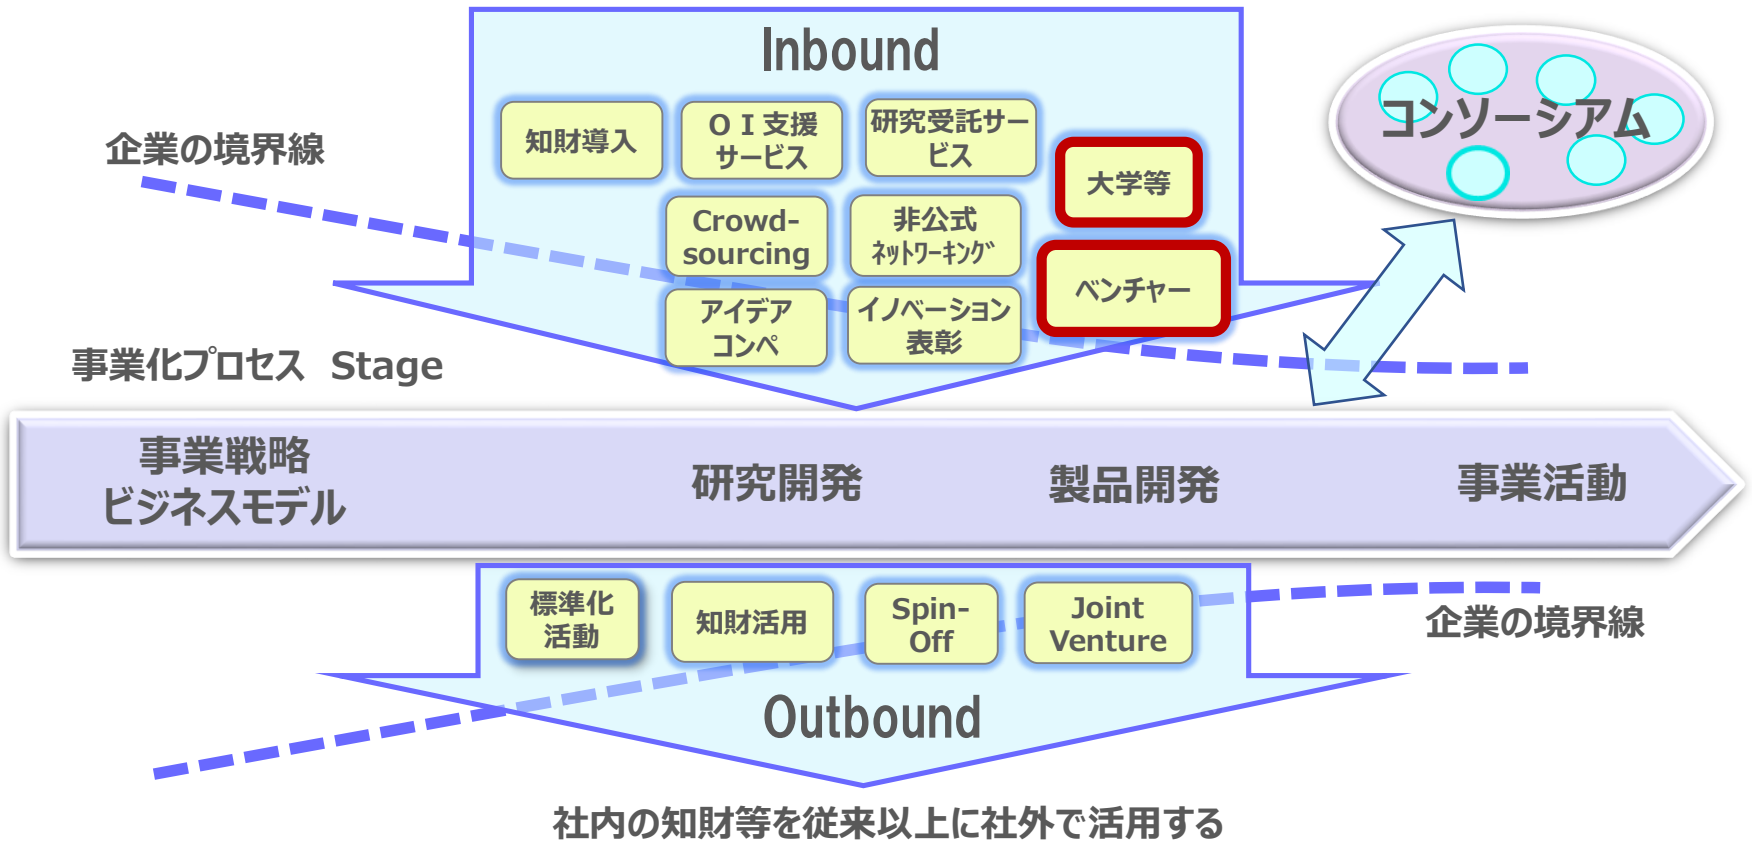 Inbound
コンソーシアム
企業の境界線
知財導入
ＯＩ支援
サービス
研究受託サー
ビス
大学等
Crowd-
sourcing
非公式
ﾈｯﾄﾜｰｷﾝｸﾞ
ベンチャー
アイデア
コンペ
イノベーション
表彰
事業化プロセス Stage
事業戦略
ビジネスモデル
研究開発
製品開発
事業活動
標準化
活動
知財活用
Spin-
Off
Joint
Venture
企業の境界線
Outbound
社内の知財等を従来以上に社外で活用する